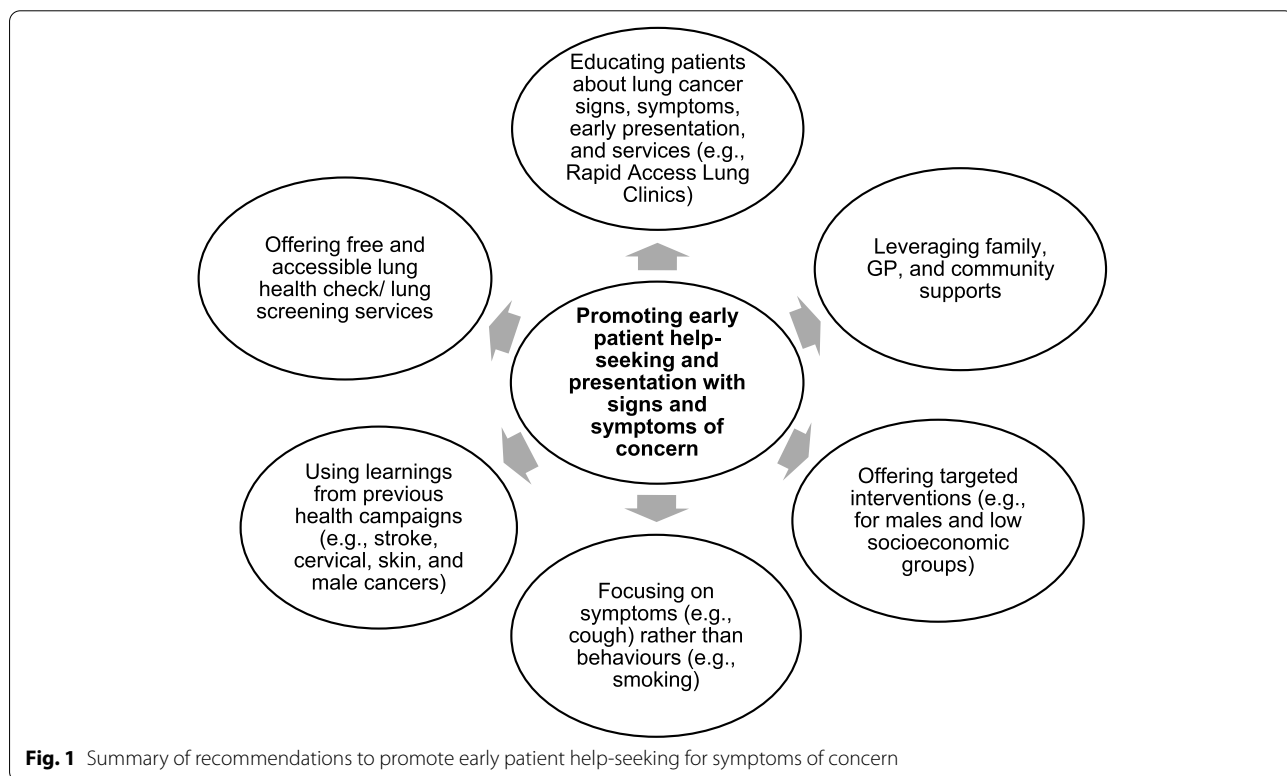 Educating patients
about lung cancer
signs, symptoms,
early presentation,
and services (e.g.,
Rapid Access Lung
Clinics)
Offering free and
accessible lung
health check/ lung
screening services
Leveraging family,
GP, and community
supports
Promoting early
patient help-
seeking and
presentation with
signs and
symptoms of
concern
Using learnings
from previous
health campaigns
(e.g., stroke,
cervical, skin, and
male cancers)
Offering targeted
interventions (e.g.,
for males and low
socioeconomic
groups)
Focusing on
symptoms (e.g.,
cough) rather than
behaviours (e.g.,
smoking)
Fig. 1 Summary of recommendations to promote early patient help-seeking for symptoms of concern